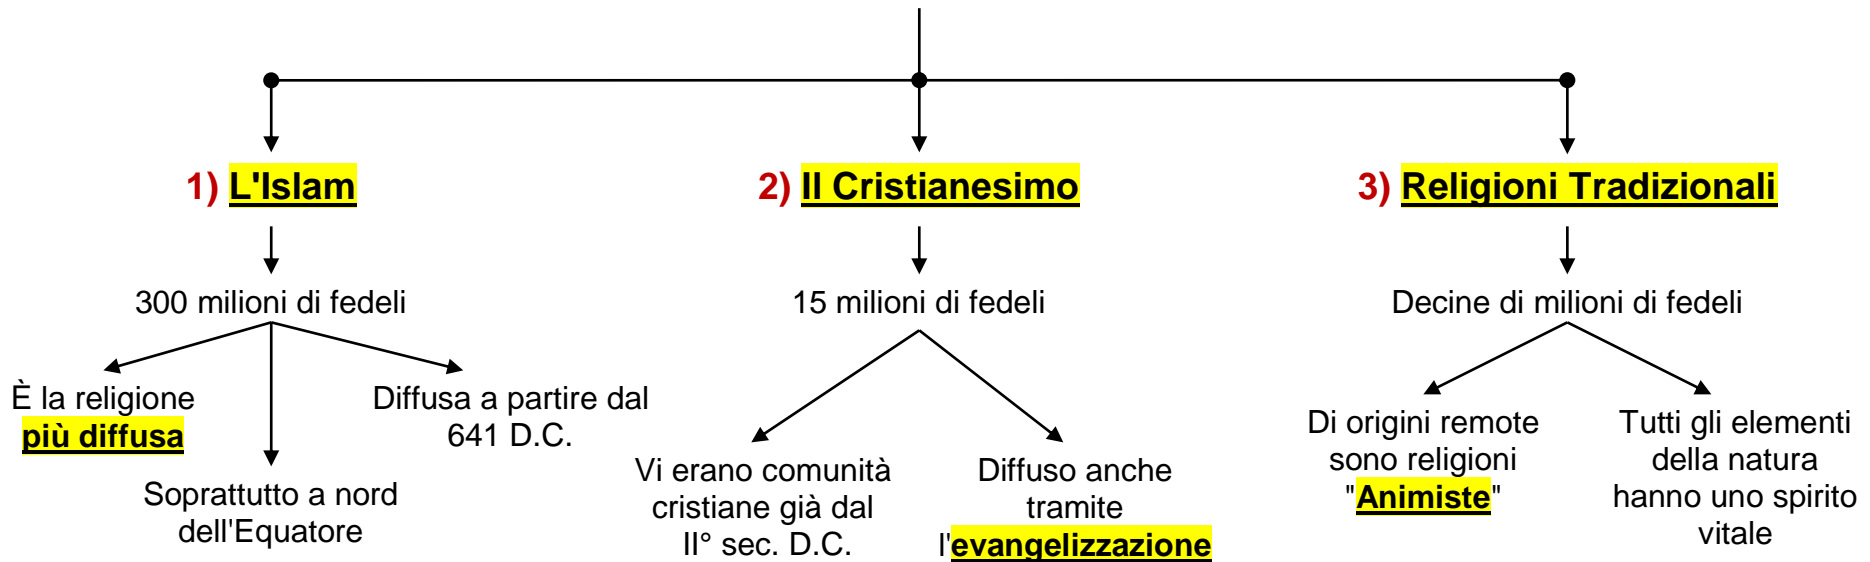 1) L'Islam
300 milioni di fedeli
È la religione
più diffusa
Soprattutto a nord
dell'Equatore
Diffusa a partire dal
641 D.C.
2) Il Cristianesimo
15 milioni di fedeli
Vi erano comunità
cristiane già dal
II° sec. D.C.
Diffuso anche
tramite
l'evangelizzazione
3) Religioni Tradizionali
Decine di milioni di fedeli
Di origini remote
sono religioni
"Animiste"
Tutti gli elementi
della natura
hanno uno spirito
vitale